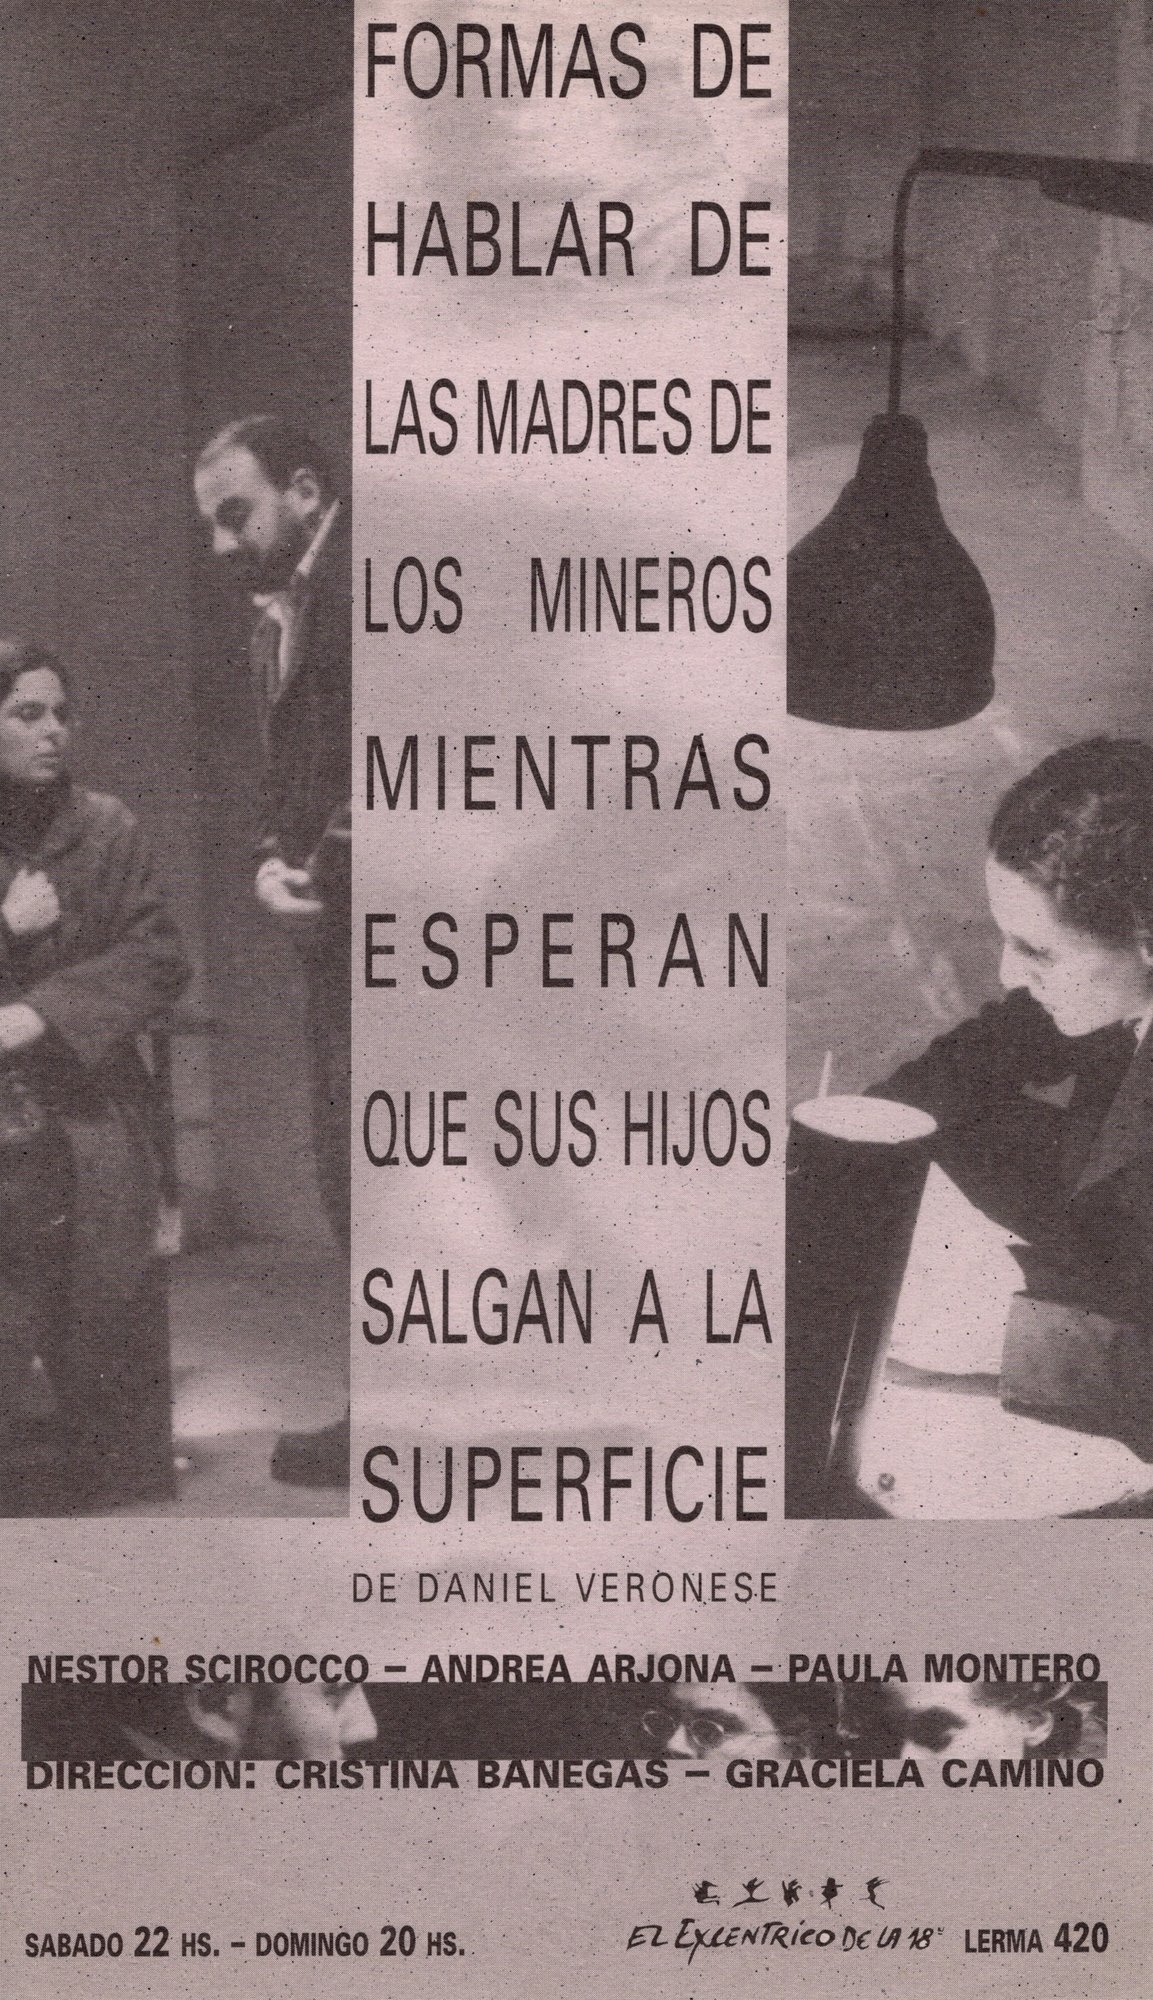 FORMAS DE
HABLAR DE
LAS MADRES DE
LOS MINEROS
MIENTRAS
ESPERAN
QUE SUS HIJOS
SALGAN A LA
SUPERFICIE
DE DANIEL VERONESE
NESTOR SCIROCCO – ANDREA ARJONA – PAULA MONTERO
DIRECCION: CRISTINA BANEGAS – GRACIELA CAMINO
SABADO 22 HS. – DOMINGO 20 HS.
EL EXCENTRICO DE LA 18ª LERMA 420